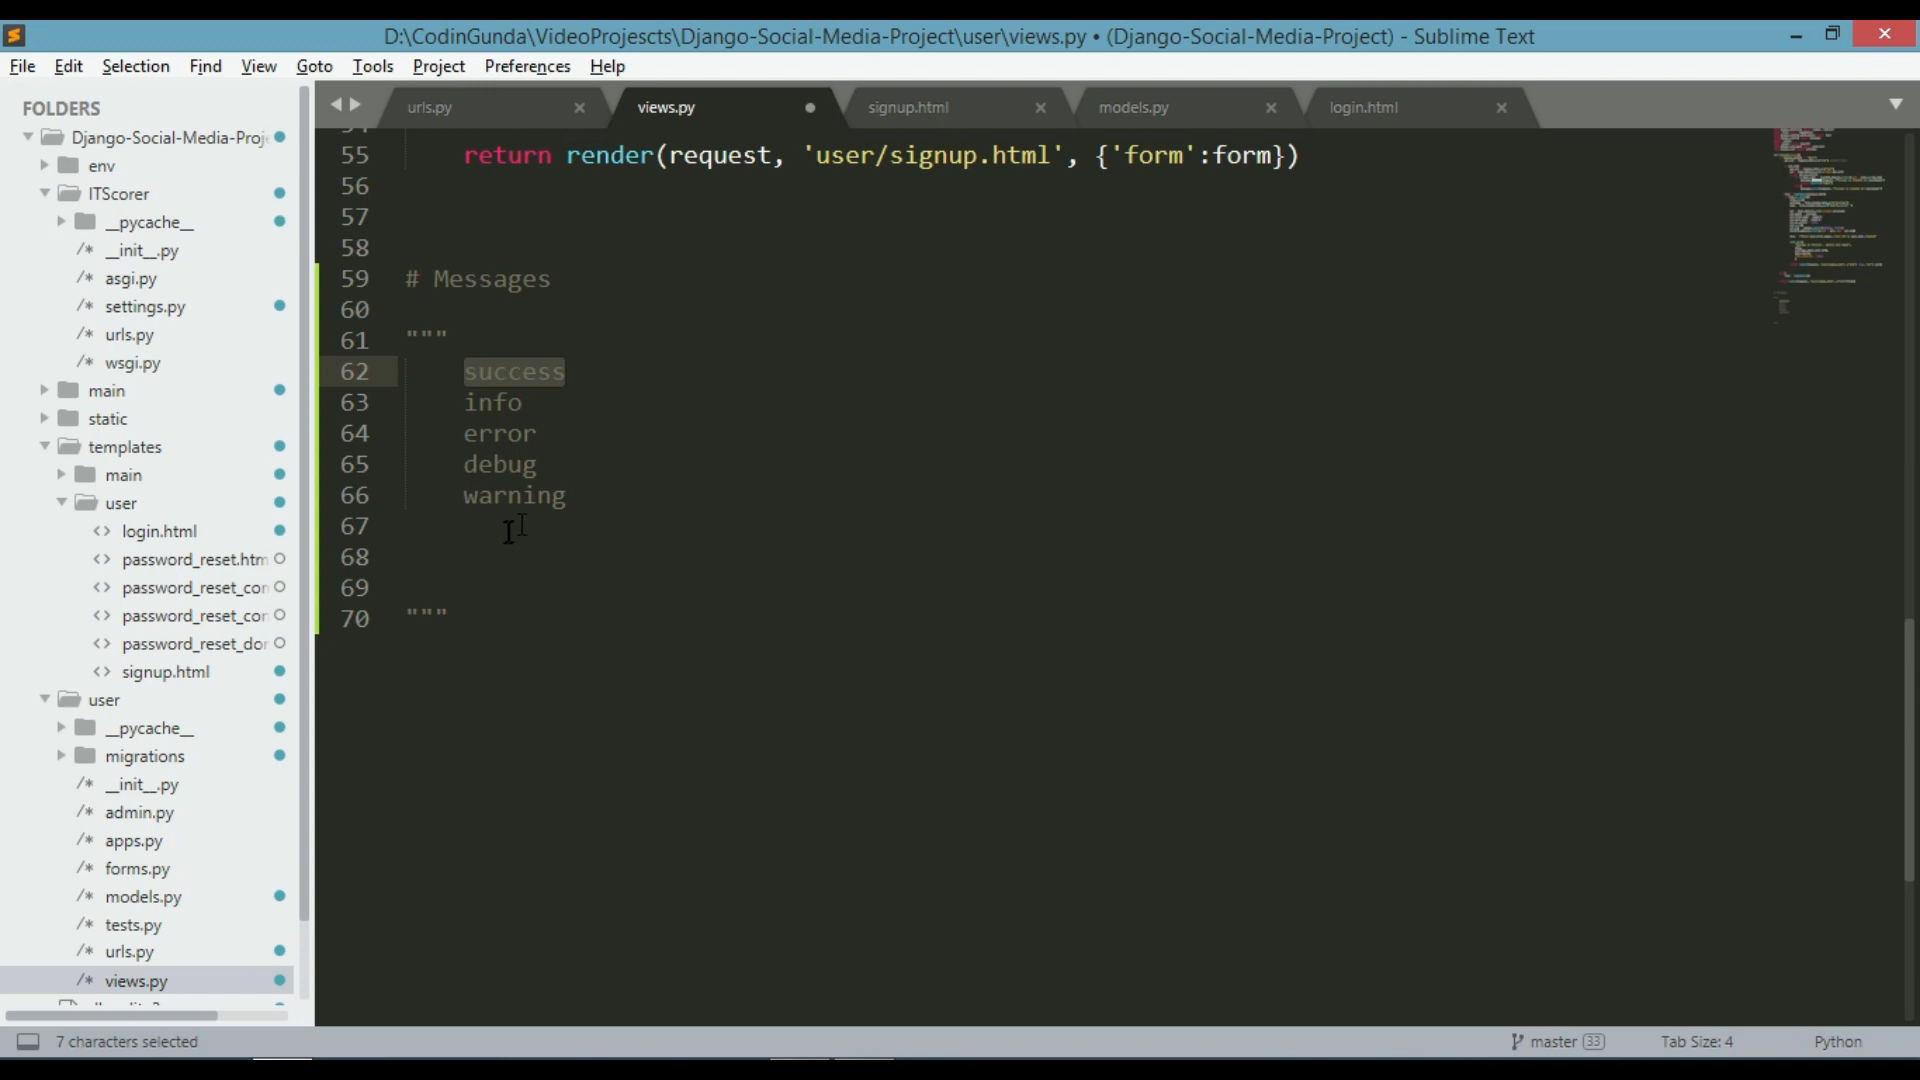 D:\CodinGunda\VideoProjescts\Django-Social-Media-Project\user\views.py • (Django-Social-Media-Project) - Sublime Text
File Edit Selection Find View Goto Tools Project Preferences Help
urls.py views.py signup.html models.py login.html
FOLDERS
Django-Social-Media-Proj
env
ITScorer
__pycache__
/* __init__.py
/* asgi.py
/* settings.py
/* urls.py
/* wsgi.py
main
static
templates
main
user
<> login.html
<> password_reset.htm
<> password_reset_con
<> password_reset_con
<> password_reset_dor
<> signup.html
user
__pycache__
migrations
/* __init__.py
/* admin.py
/* apps.py
/* forms.py
/* models.py
/* tests.py
/* urls.py
/* views.py
55 return render(request, 'user/signup.html', {'form':form})
56
57
58
59 # Messages
60
61 """
62 success
63 info
64 error
65 debug
66 warning
67
68
69
70 """
7 characters selected master 33 Tab Size: 4 Python